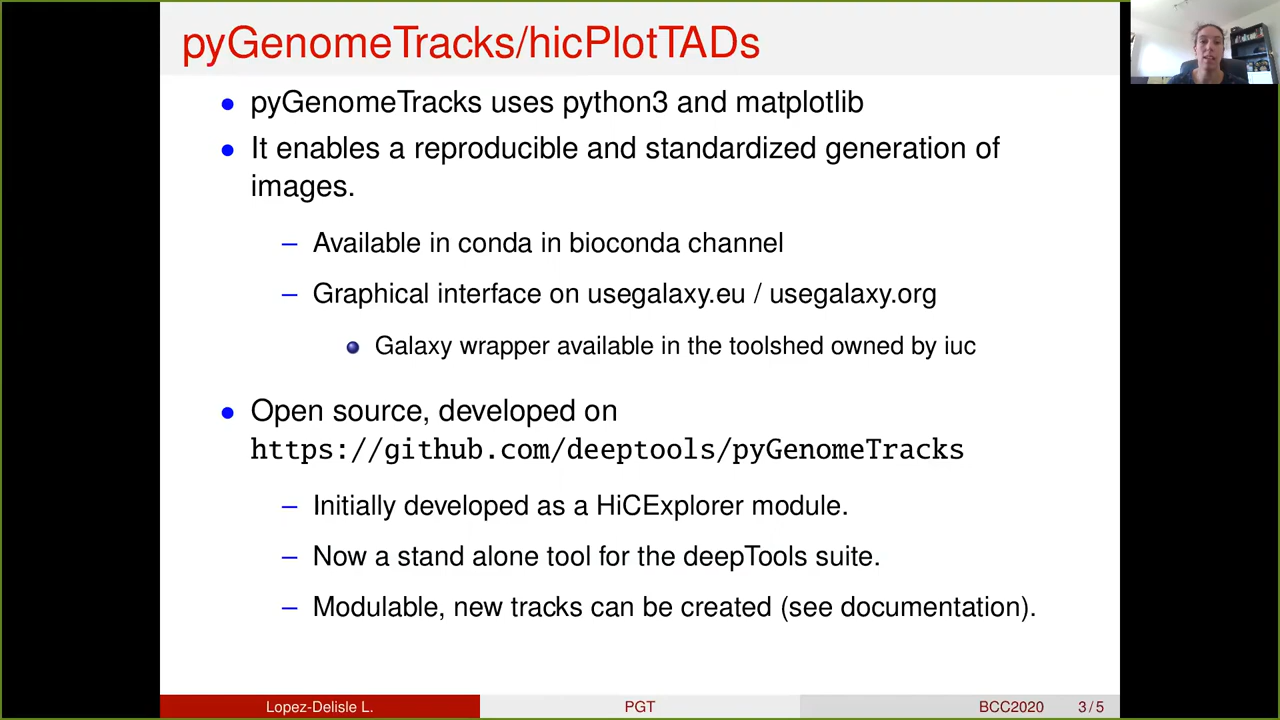 pyGenomeTracks/hicPlotTADs
• pyGenomeTracks uses python3 and matplotlib
• It enables a reproducible and standardized generation of
images.
– Available in conda in bioconda channel
– Graphical interface on usegalaxy.eu / usegalaxy.org
Galaxy wrapper available in the toolshed owned by iuc
• Open source, developed on
https://github.com/deeptools/pyGenomeTracks
– Initially developed as a HiCExplorer module.
– Now a stand alone tool for the deepTools suite.
– Modulable, new tracks can be created (see documentation).
Lopez-Delisle L. PGT BCC2020 3 / 5